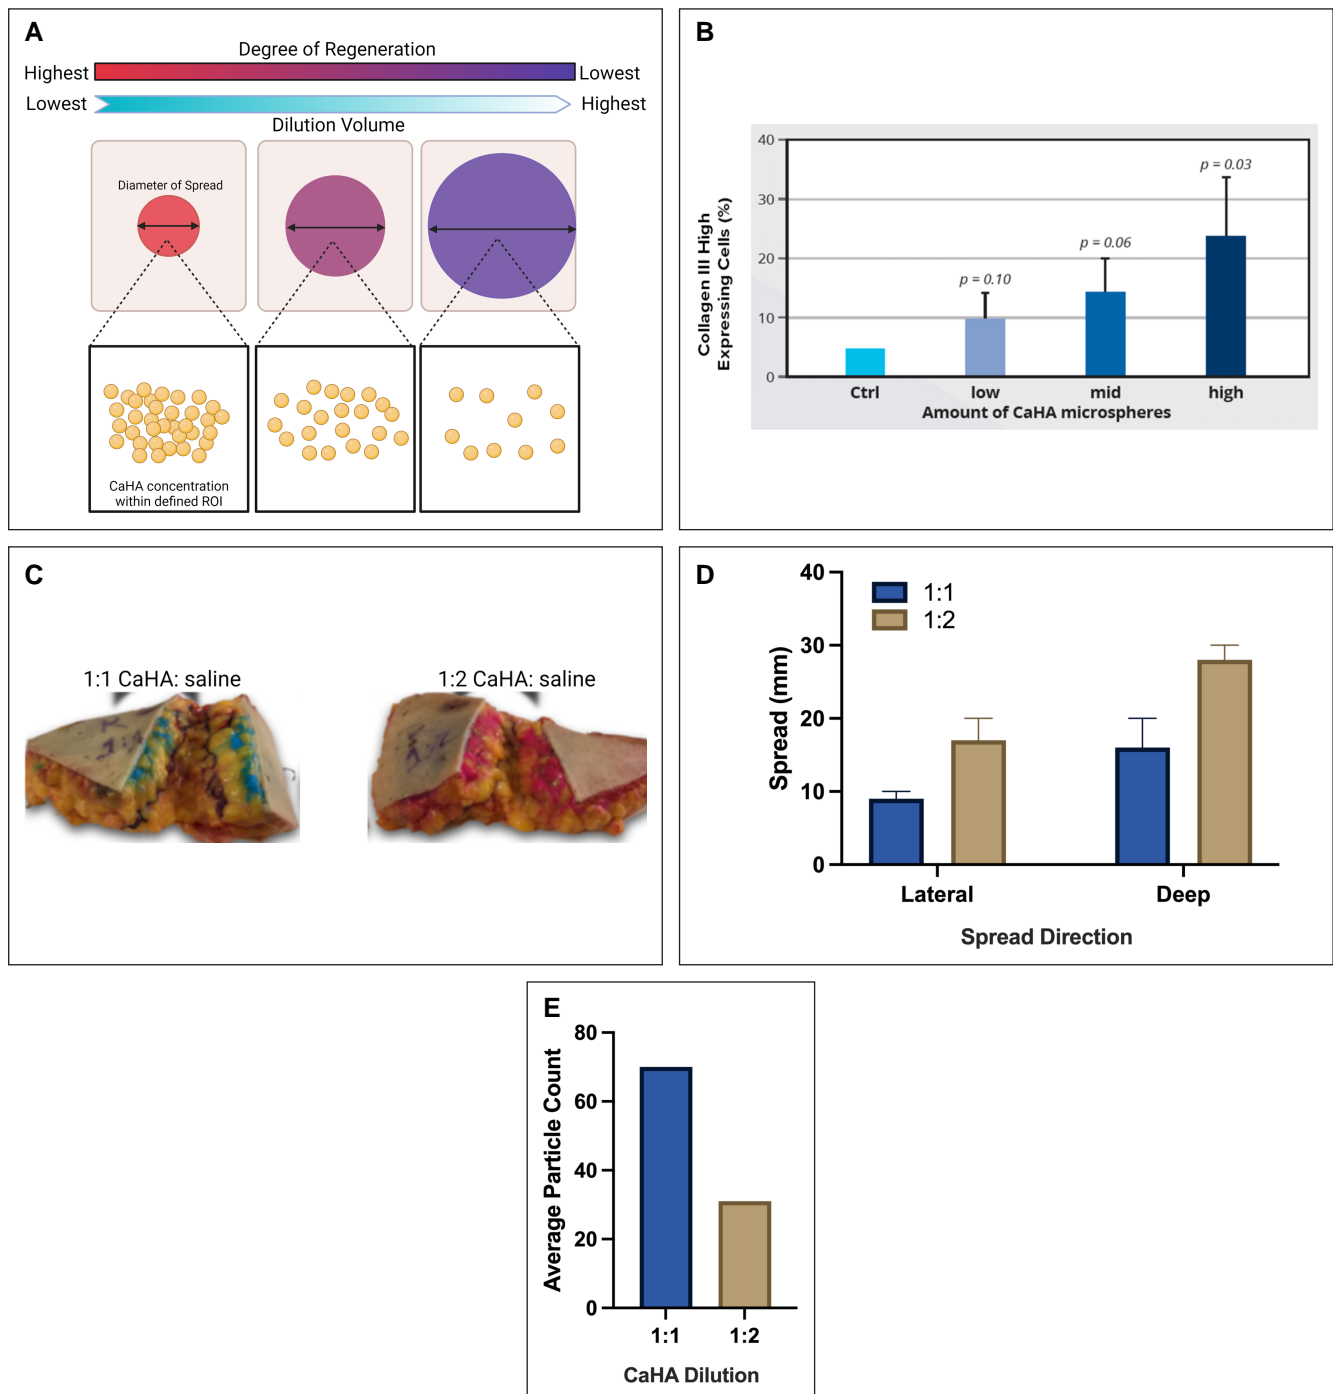 A
Degree of Regeneration
Highest
Lowest
Lowest
Highest
Dilution Volume
Diameter of Spread
CaHA concentration
within defined ROI
B
Collagen III High
Expressing Cells (%)
40
30
20
10
0
p = 0.10
p = 0.06
p = 0.03
Ctrl
low
mid
high
Amount of CaHA microspheres
C
1:1 CaHA: saline
1:2 CaHA: saline
D
Spread (mm)
40
30
20
10
0
1:1
1:2
Lateral
Deep
Spread Direction
E
Average Particle Count
80
60
40
20
0
1:1
1:2
CaHA Dilution